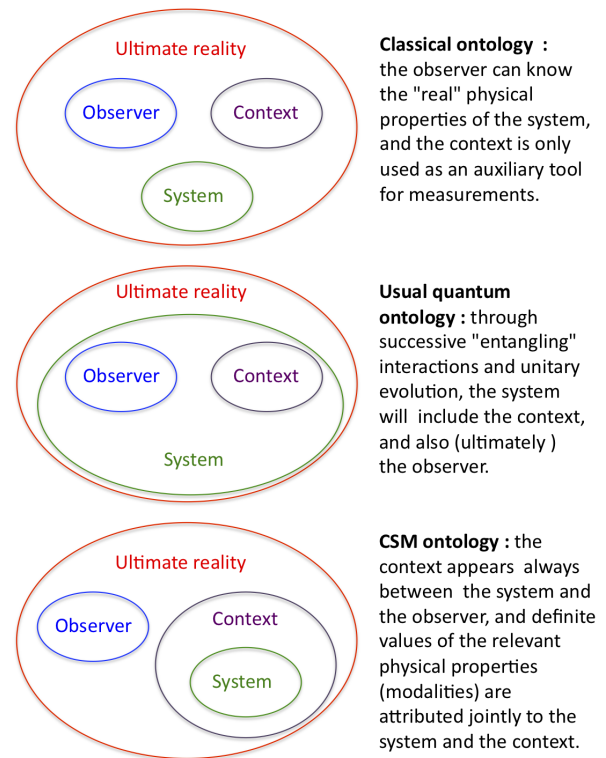 Ultimate reality
Observer
Context
System
Classical ontology :
the observer can know
the "real" physical
properties of the system,
and the context is only
used as an auxiliary tool
for measurements.
Ultimate reality
Observer
Context
System
Usual quantum
ontology : through
successive "entangling"
interactions and unitary
evolution, the system
will include the context,
and also (ultimately )
the observer.
Ultimate reality
Observer
Context
System
CSM ontology : the
context appears always
between the system and
the observer, and definite
values of the relevant
physical properties
(modalities) are
attributed jointly to the
system and the context.